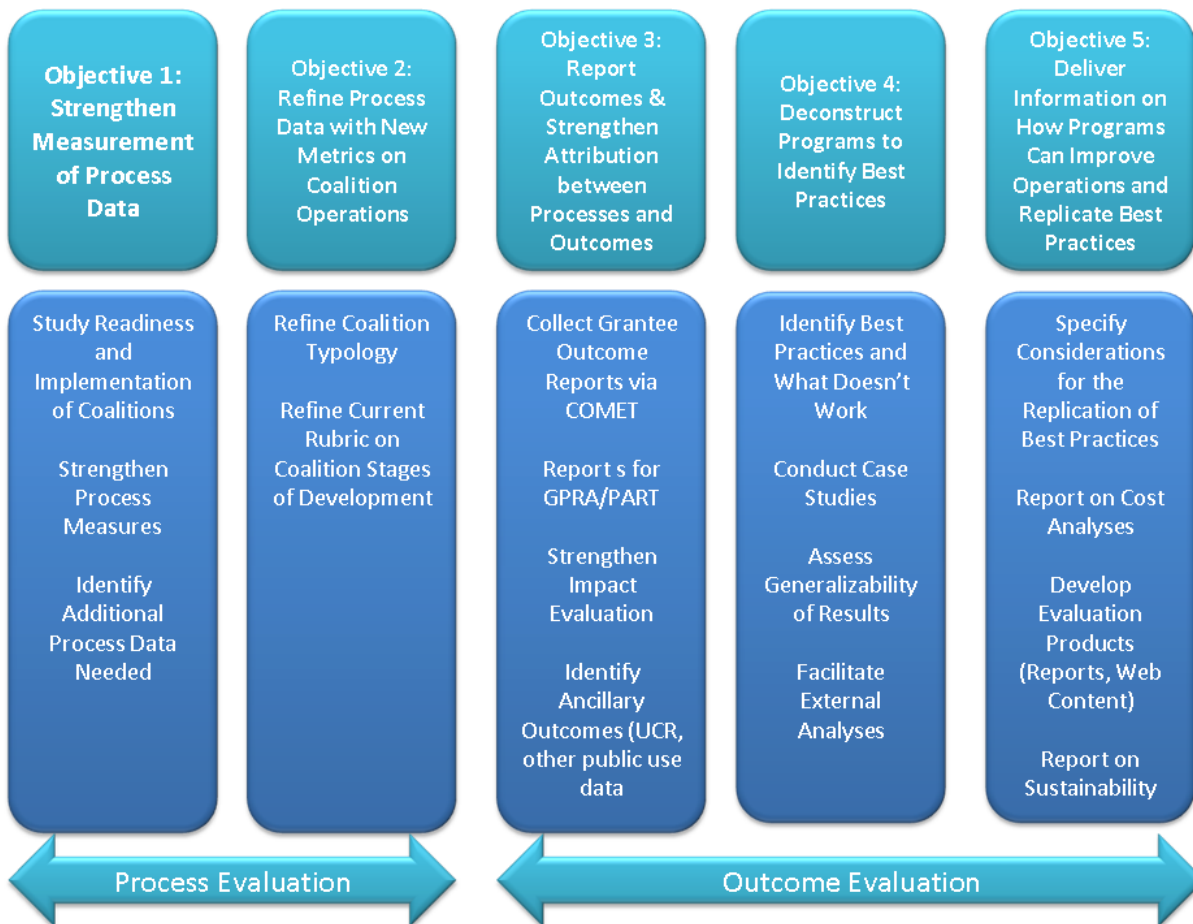 Objective 1:
Strengthen
Measurement
of Process
Data
Objective 2:
Refine Process
Data with New
Metrics on
Coalition
Operations
Objective 3:
Report
Outcomes &
Strengthen
Attribution
between
Processes and
Outcomes
Objective 4:
Deconstruct
Programs to
Identify Best
Practices
Objective 5:
Deliver
Information on
How Programs
Can Improve
Operations and
Replicate Best
Practices
Study Readiness
and
Implementation
of Coalitions
Strengthen
Process
Measures
Identify
Additional
Process Data
Needed
Refine Coalition
Typology
Refine Current
Rubric on
Coalition Stages
of Development
Collect Grantee
Outcome
Reports via
COMET
Report s for
GPRA/PART
Strengthen
Impact
Evaluation
Identify
Ancillary
Outcomes (UCR,
other public use
data
Identify Best
Practices and
What Doesn’t
Work
Conduct Case
Studies
Assess
Generalizability
of Results
Facilitate
External
Analyses
Specify
Considerations
for the
Replication of
Best Practices
Report on Cost
Analyses
Develop
Evaluation
Products
(Reports, Web
Content)
Report on
Sustainability
Process Evaluation
Outcome Evaluation